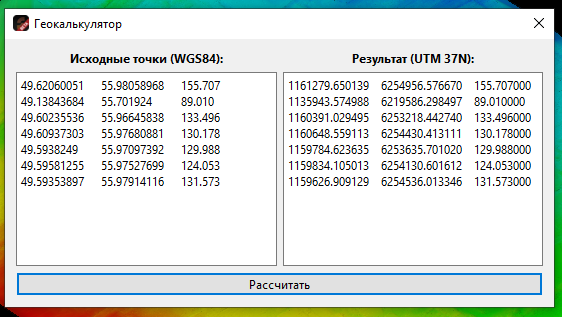 Геокалькулятор
Исходные точки (WGS84): Результат (UTM 37N):
49.62060051 55.98058968 155.707 1161279.650139 6254956.576670 155.707000
49.13843684 55.701924 89.010 1135943.574988 6219586.298497 89.010000
49.60235536 55.96645838 133.496 1160391.029495 6253218.442740 133.496000
49.60937303 55.97680881 130.178 1160648.559113 6254430.413111 130.178000
49.5938249 55.97097392 129.988 1159784.623635 6253635.701020 129.988000
49.59581255 55.97527699 124.053 1159834.105013 6254130.601612 124.053000
49.59353897 55.97914116 131.573 1159626.909129 6254536.013346 131.573000
Рассчитать